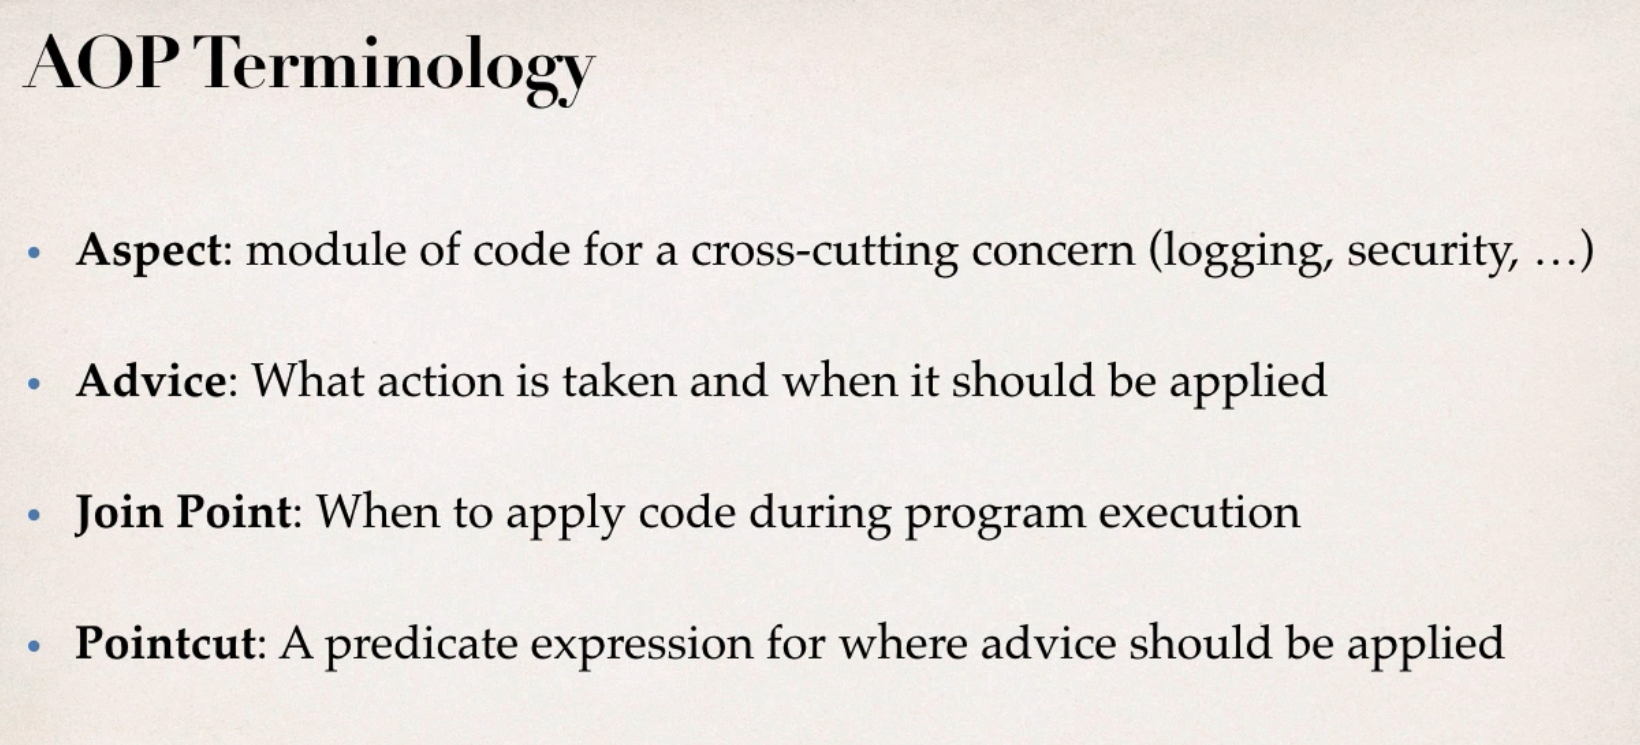 AOP Terminology
• Aspect: module of code for a cross-cutting concern (logging, security, …)
• Advice: What action is taken and when it should be applied
• Join Point: When to apply code during program execution
• Pointcut: A predicate expression for where advice should be applied